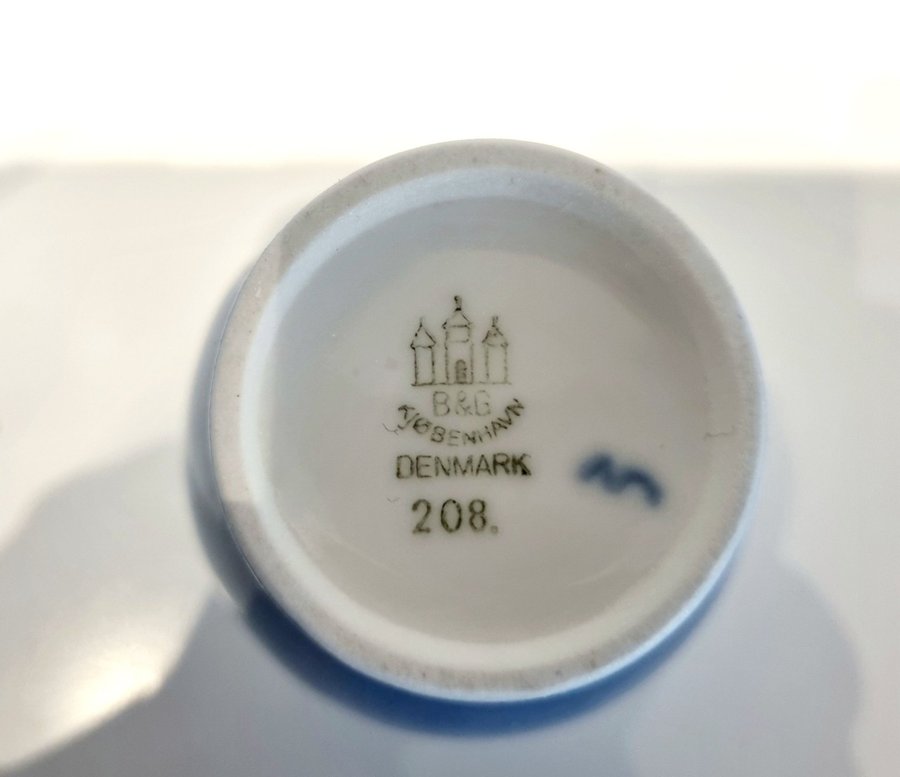 B&G
KJØBENHAVN
DENMARK
208.